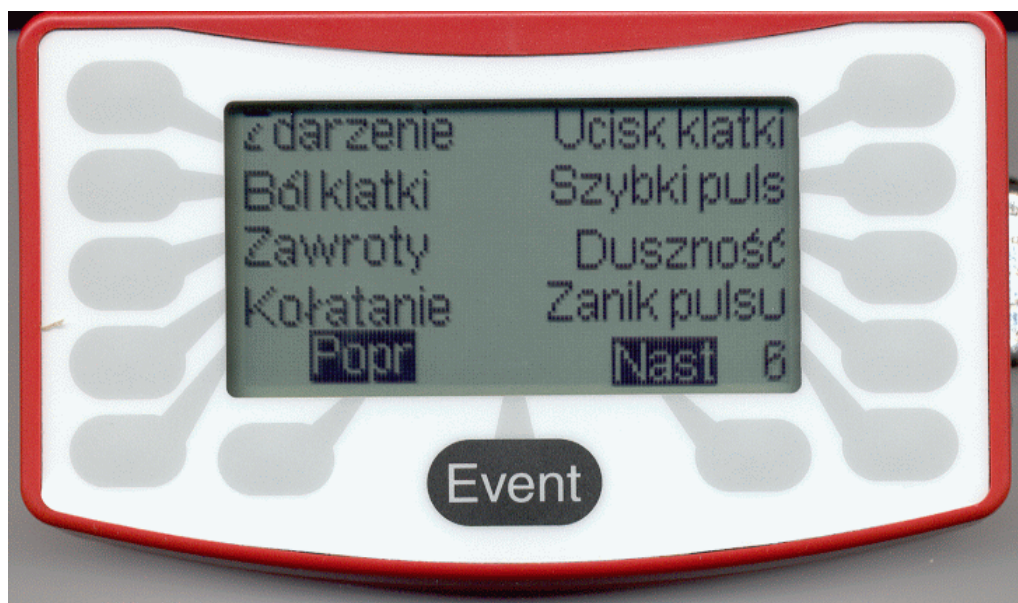 Zdarzenie Ucisk klatki
Ból klatki Szybki puls
Zawroty Duszność
Kołatanie Zanik pulsu
Popr Nast 6
Event